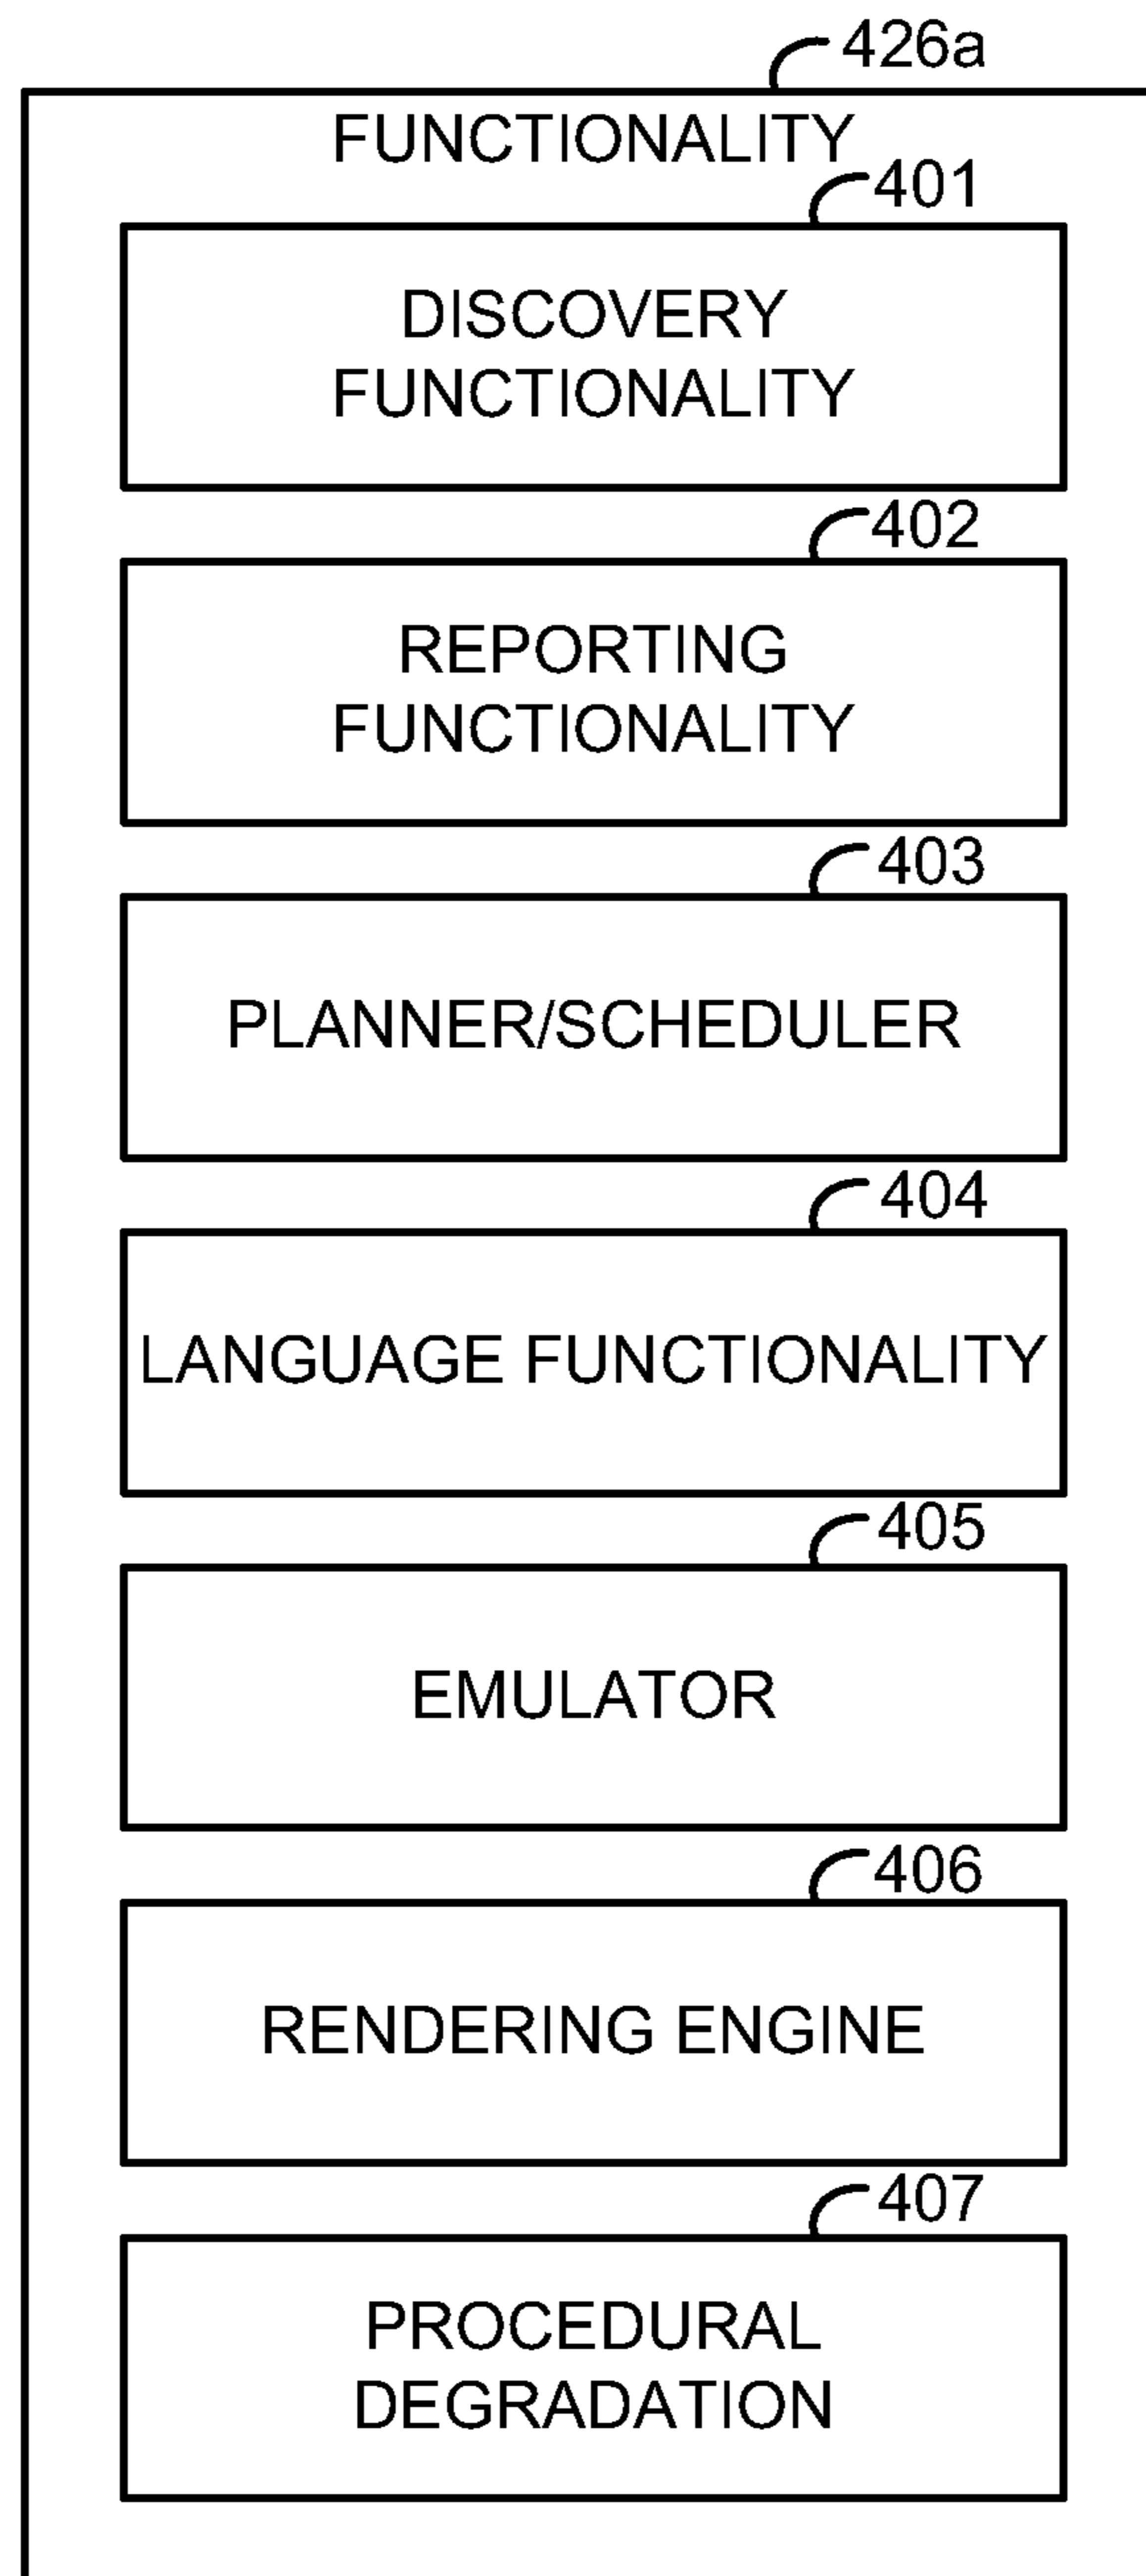 426a
FUNCTIONALITY
401
DISCOVERY
FUNCTIONALITY
402
REPORTING
FUNCTIONALITY
403
PLANNER/SCHEDULER
404
LANGUAGE FUNCTIONALITY
405
EMULATOR
406
RENDERING ENGINE
407
PROCEDURAL
DEGRADATION